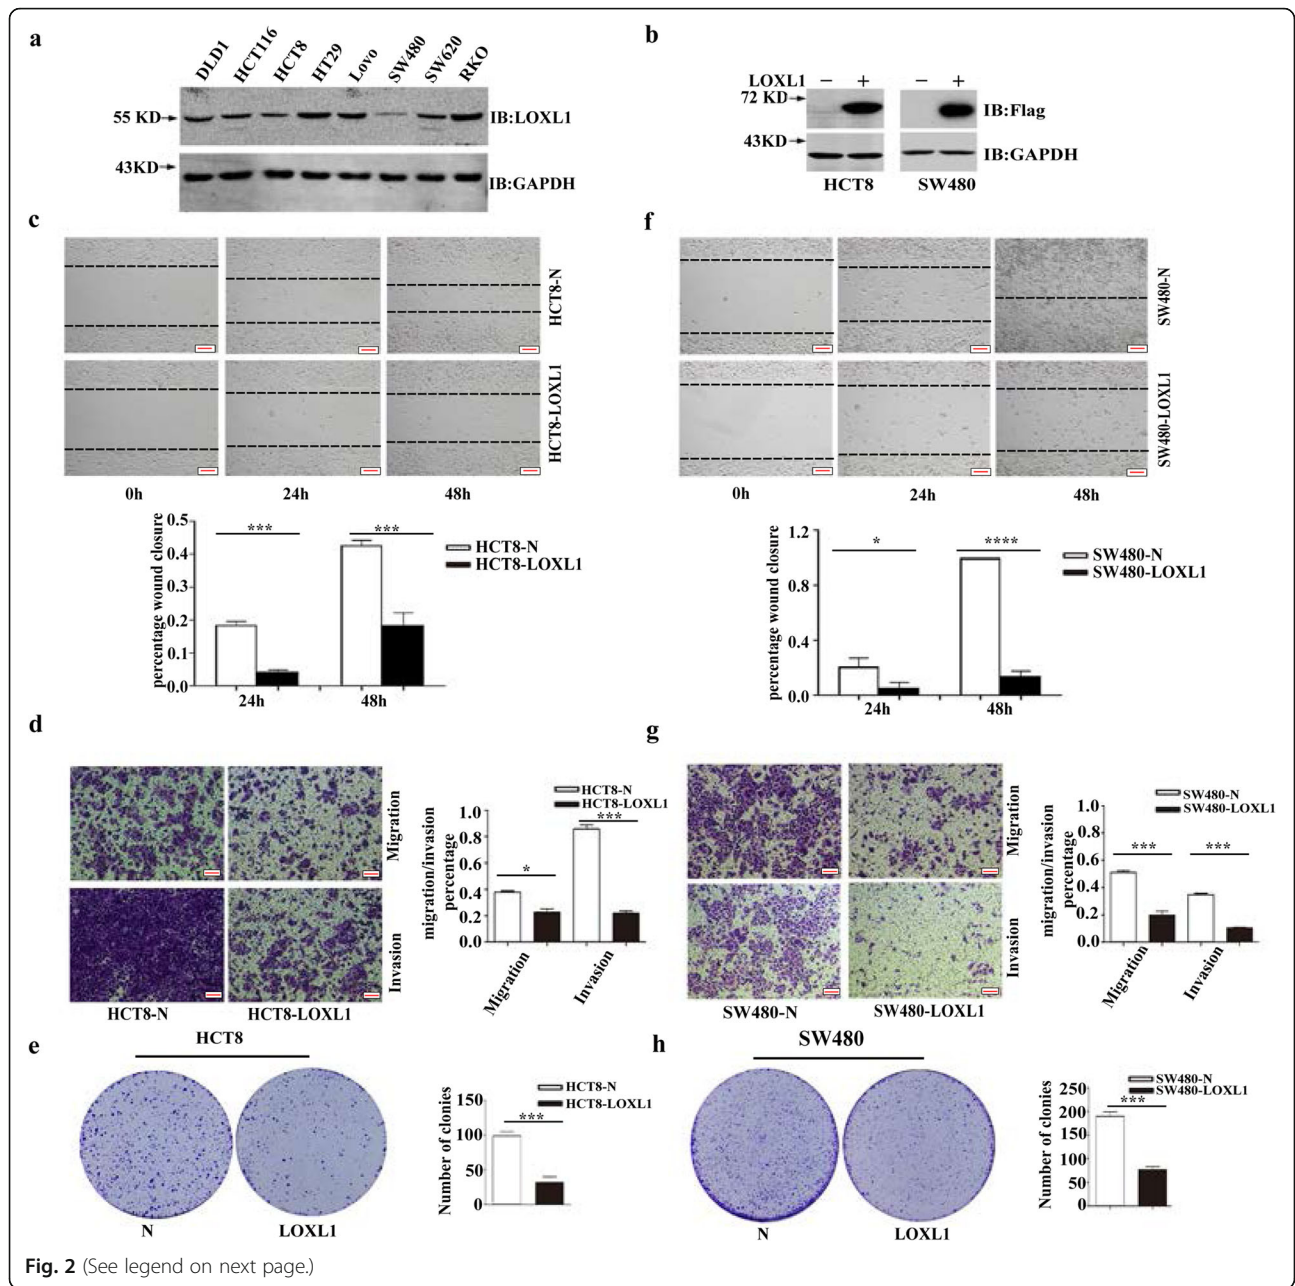 a
DLD1 HCT116 HCT8 HT29 Lovo SW480 SW620 RKO
55 KD
IB:LOXL1
43KD
IB:GAPDH
b
LOXL1 − + − +
72 KD
IB:Flag
43KD
IB:GAPDH
HCT8 SW480
c
HCT8-N
HCT8-LOXL1
0h 24h 48h
percentage wound closure
0.5
0.4
0.3
0.2
0.1
0.0
*** ***
HCT8-N
HCT8-LOXL1
24h 48h
f
SW480-N
SW480-LOXL1
0h 24h 48h
percentage wound closure
1.2
0.8
0.4
0.0
* ****
SW480-N
SW480-LOXL1
24h 48h
d
Migration
Invasion
HCT8-N HCT8-LOXL1
migration/invasion
percentage
HCT8-N
HCT8-LOXL1
1.0
0.8
0.6
0.4
0.2
0.0
* ***
Migration Invasion
g
Migration
Invasion
SW480-N SW480-LOXL1
migration/invasion
percentage
SW480-N
SW480-LOXL1
1.0
0.8
0.6
0.4
0.2
0.0
*** ***
Migration Invasion
e
HCT8
N LOXL1
Number of clonies
HCT8-N
HCT8-LOXL1
150
100
50
0
***
h
SW480
N LOXL1
Number of clonies
SW480-N
SW480-LOXL1
250
200
150
100
50
0
***
Fig. 2 (See legend on next page.)